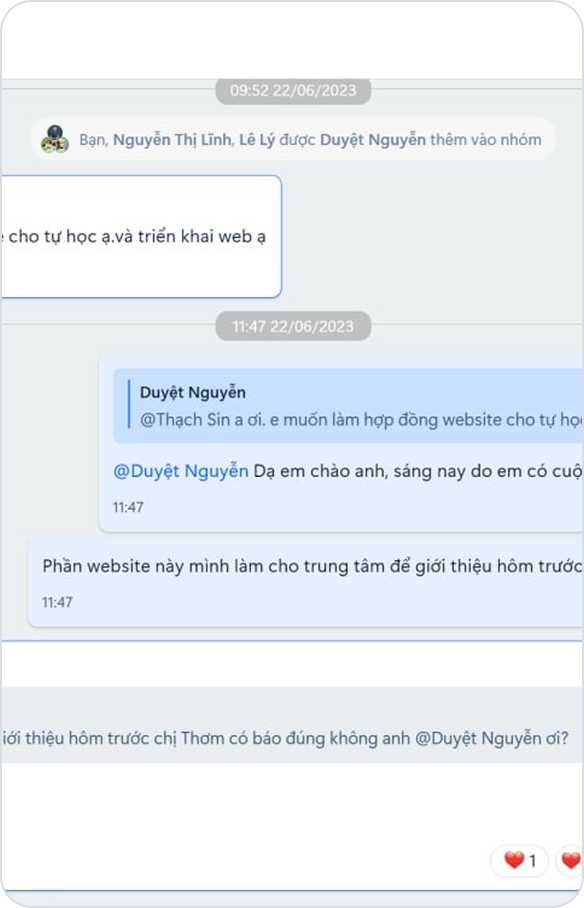 09:52 22/06/2023
Bạn, Nguyễn Thị Lĩnh, Lê Lý được Duyệt Nguyễn thêm vào nhóm
cho tự học ạ.và triển khai web ạ
11:47 22/06/2023
Duyệt Nguyễn
@Thạch Sin a ơi. e muốn làm hợp đồng website cho tự
@Duyệt Nguyễn Dạ em chào anh, sáng nay do em có
11:47
Phần website này mình làm cho trung tâm để giới thiệu hôm trước
11:47
thiệu hôm trước chị Thơm có báo đúng không anh @Duyệt Nguyễn ơi?
1